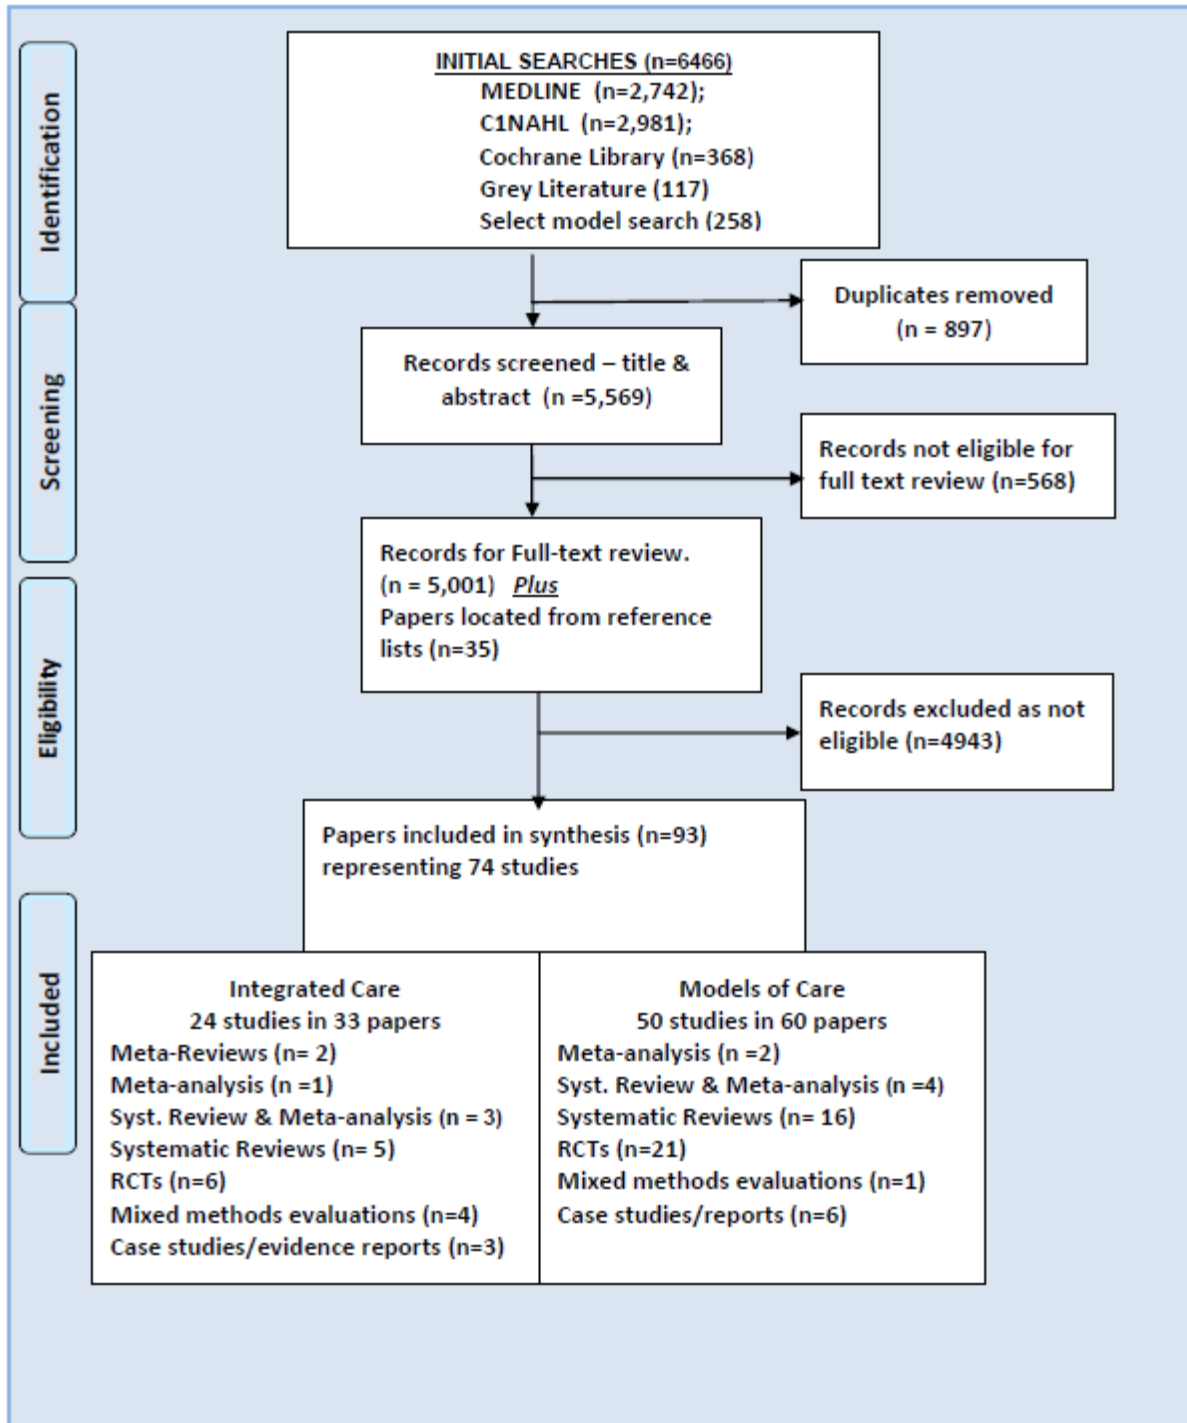 Identification
INITIAL SEARCHES (n=6466)
MEDLINE (n=2,742);
C1NAHL (n=2,981);
Cochrane Library (n=368)
Grey Literature (117)
Select model search (258)
Duplicates removed
(n = 897)
Screening
Records screened – title &
abstract (n =5,569)
Records not eligible for
full text review (n=568)
Eligibility
Records for Full-text review.
(n = 5,001) Plus
Papers located from reference
lists (n=35)
Records excluded as not
eligible (n=4943)
Included
Papers included in synthesis (n=93)
representing 74 studies
Integrated Care
24 studies in 33 papers
Meta-Reviews (n= 2)
Meta-analysis (n =1)
Syst. Review & Meta-analysis (n = 3)
Systematic Reviews (n= 5)
RCTs (n=6)
Mixed methods evaluations (n=4)
Case studies/evidence reports (n=3)
Models of Care
50 studies in 60 papers
Meta-analysis (n =2)
Syst. Review & Meta-analysis (n =4)
Systematic Reviews (n= 16)
RCTs (n=21)
Mixed methods evaluations (n=1)
Case studies/reports (n=6)